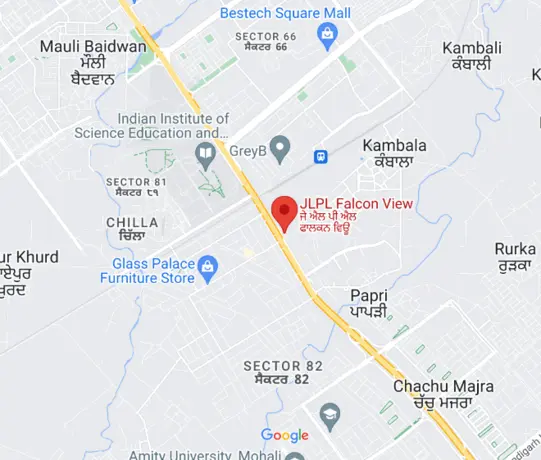 Bestech Square Mall
SECTOR 66
ਸੈਕਟਰ 66
Mauli Baidwan
ਮੌਲੀ
ਬੈਦਵਾਨ
Kambali
ਕੰਬਾਲੀ
Indian Institute of
Science Education and...
GreyB
Kambala
ਕੰਬਾਲਾ
SECTOR 81
ਸੈਕਟਰ ੮੧
JLPL Falcon View
ਜੇ ਐਲ ਪੀ ਐਲ
ਫਾਲਕਨ ਵਿਊ
CHILLA
ਚਿੱਲਾ
ur Khurd
ਾਏਪੁਰ
ਖੁਰਦ
Glass Palace
Furniture Store
Rurka
ਰੁੜਕਾ
Papri
ਪਾਪੜੀ
SECTOR 82
ਸੈਕਟਰ 82
Chachu Majra
ਚੱਚੂ ਮਜਰਾ
Google
Amity University, Mohali